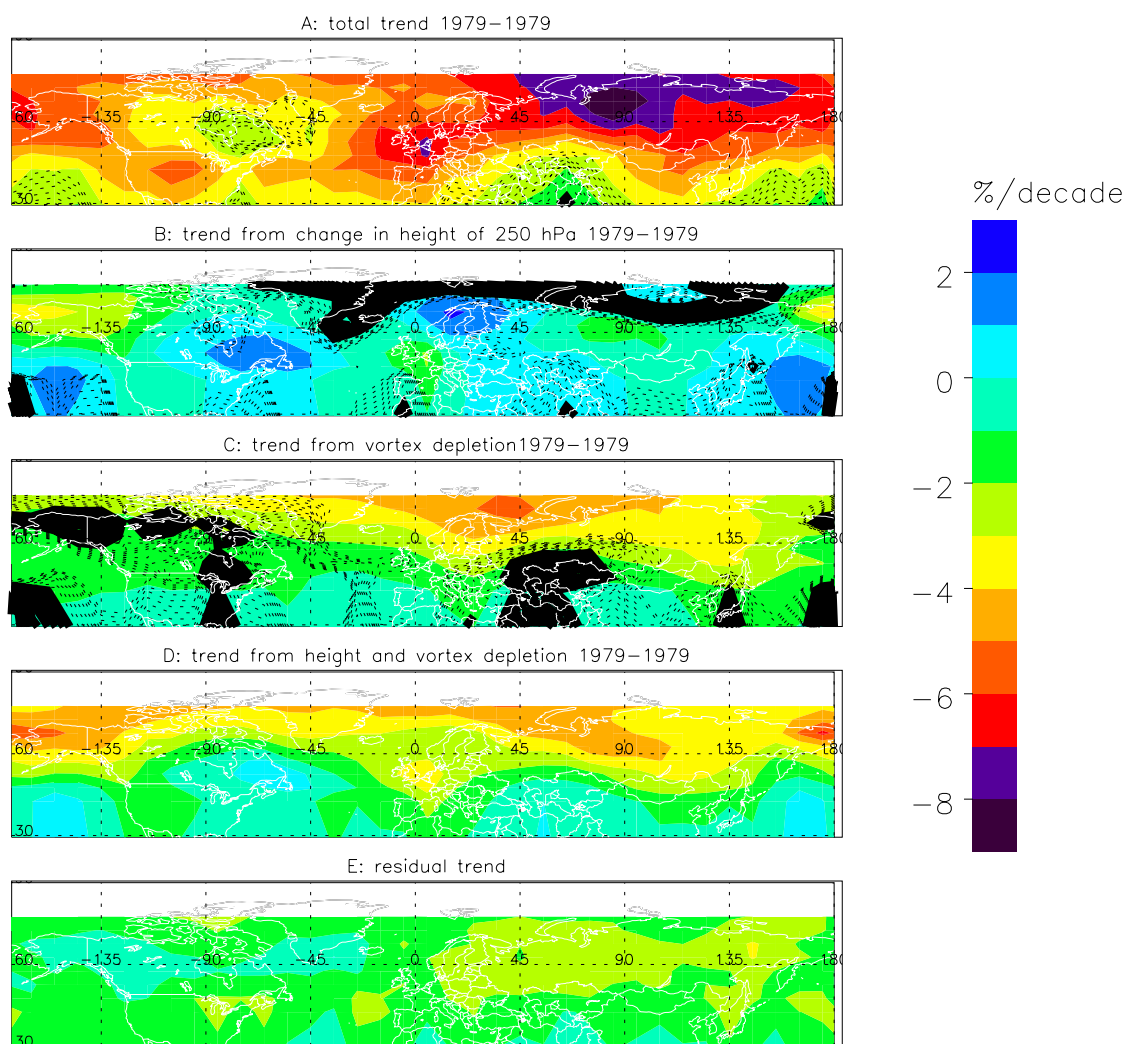 A: total trend 1979-1979
60 -135 -90 -45 0 45 90 135 180
30
%/decade
B: trend from change in height of 250 hPa 1979-1979
60 -135 -90 -45 0 45 90 135 180
C: trend from vortex depletion1979-1979
60 -45 0 45 90 135 180
D: trend from height and vortex depletion 1979-1979
60 -135 -90 -45 0 45 90 135 180
30
E: residual trend
60 -135 -90 -45 0 45 90 135 180
30
2
0
-2
-4
-6
-8